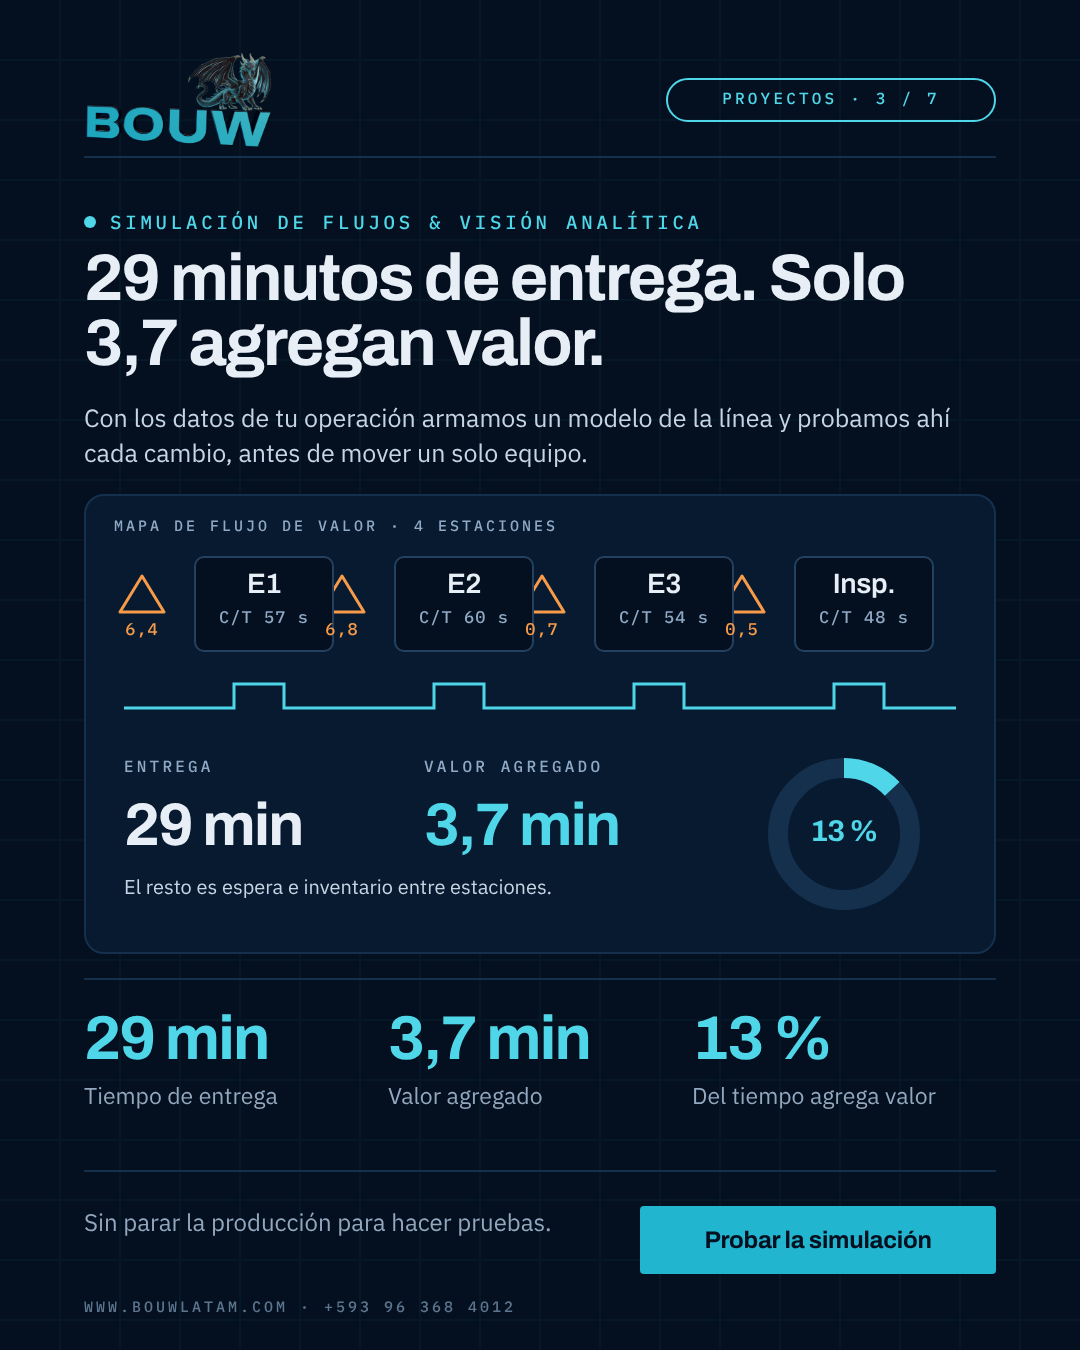 BOUW
PROYECTOS · 3 / 7
SIMULACIÓN DE FLUJOS & VISIÓN ANALÍTICA
29 minutos de entrega. Solo
3,7 agregan valor.
Con los datos de tu operación armamos un modelo de la línea y probamos ahí
cada cambio, antes de mover un solo equipo.
MAPA DE FLUJO DE VALOR · 4 ESTACIONES
E1 E2 E3 Insp.
C/T 57 s C/T 60 s C/T 54 s C/T 48 s
6,4 6,8 0,7 0,5
ENTREGA VALOR AGREGADO
29 min 3,7 min 13 %
El resto es espera e inventario entre estaciones.
29 min 3,7 min 13 %
Tiempo de entrega Valor agregado Del tiempo agrega valor
Sin parar la producción para hacer pruebas.
Probar la simulación
WWW.BOUWLATAM.COM · +593 96 368 4012